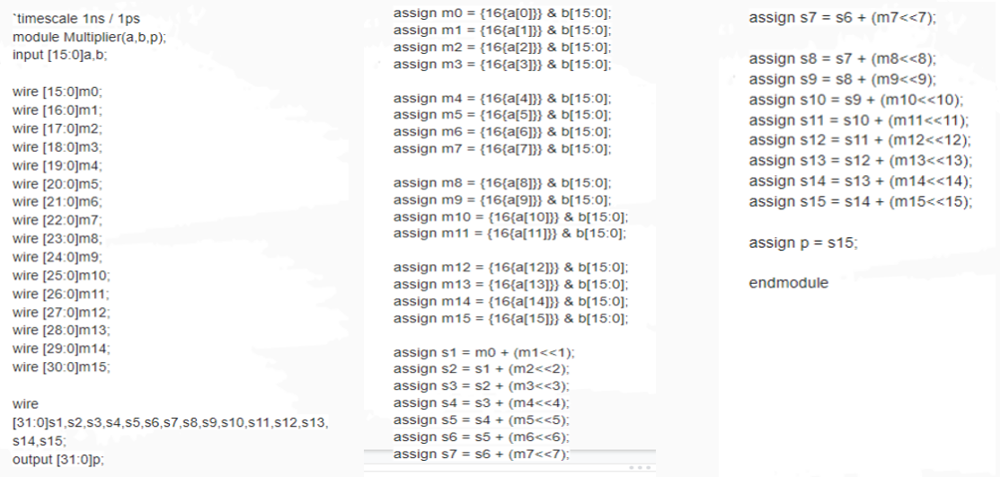 `timescale 1ns / 1ps
module Multiplier(a,b,p);
input [15:0]a,b;
wire [15:0]m0;
wire [16:0]m1;
wire [17:0]m2;
wire [18:0]m3;
wire [19:0]m4;
wire [20:0]m5;
wire [21:0]m6;
wire [22:0]m7;
wire [23:0]m8;
wire [24:0]m9;
wire [25:0]m10;
wire [26:0]m11;
wire [27:0]m12;
wire [28:0]m13;
wire [29:0]m14;
wire [30:0]m15;
wire
[31:0]s1,s2,s3,s4,s5,s6,s7,s8,s9,s10,s11,s12,s13,
s14,s15;
output [31:0]p;
assign m0 = {16{a[0]}} & b[15:0];
assign m1 = {16{a[1]}} & b[15:0];
assign m2 = {16{a[2]}} & b[15:0];
assign m3 = {16{a[3]}} & b[15:0];
assign m4 = {16{a[4]}} & b[15:0];
assign m5 = {16{a[5]}} & b[15:0];
assign m6 = {16{a[6]}} & b[15:0];
assign m7 = {16{a[7]}} & b[15:0];
assign m8 = {16{a[8]}} & b[15:0];
assign m9 = {16{a[9]}} & b[15:0];
assign m10 = {16{a[10]}} & b[15:0];
assign m11 = {16{a[11]}} & b[15:0];
assign m12 = {16{a[12]}} & b[15:0];
assign m13 = {16{a[13]}} & b[15:0];
assign m14 = {16{a[14]}} & b[15:0];
assign m15 = {16{a[15]}} & b[15:0];
assign s1 = m0 + (m1<<1);
assign s2 = s1 + (m2<<2);
assign s3 = s2 + (m3<<3);
assign s4 = s3 + (m4<<4);
assign s5 = s4 + (m5<<5);
assign s6 = s5 + (m6<<6);
assign s7 = s6 + (m7<<7);
assign s7 = s6 + (m7<<7);
assign s8 = s7 + (m8<<8);
assign s9 = s8 + (m9<<9);
assign s10 = s9 + (m10<<10);
assign s11 = s10 + (m11<<11);
assign s12 = s11 + (m12<<12);
assign s13 = s12 + (m13<<13);
assign s14 = s13 + (m14<<14);
assign s15 = s14 + (m15<<15);
assign p = s15;
endmodule